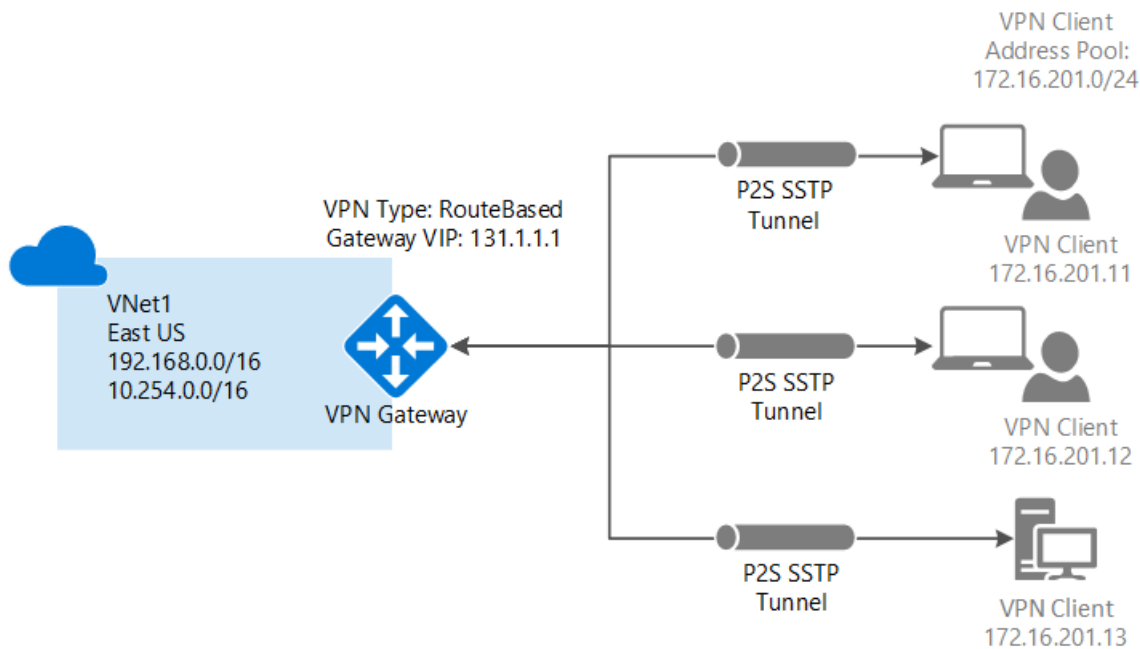 VPN Client
Address Pool:
172.16.201.0/24
P2S SSTP
Tunnel
VPN Client
172.16.201.11
VPN Type: RouteBased
Gateway VIP: 131.1.1.1
VNet1
East US
192.168.0.0/16
10.254.0.0/16
VPN Gateway
P2S SSTP
Tunnel
VPN Client
172.16.201.12
P2S SSTP
Tunnel
VPN Client
172.16.201.13